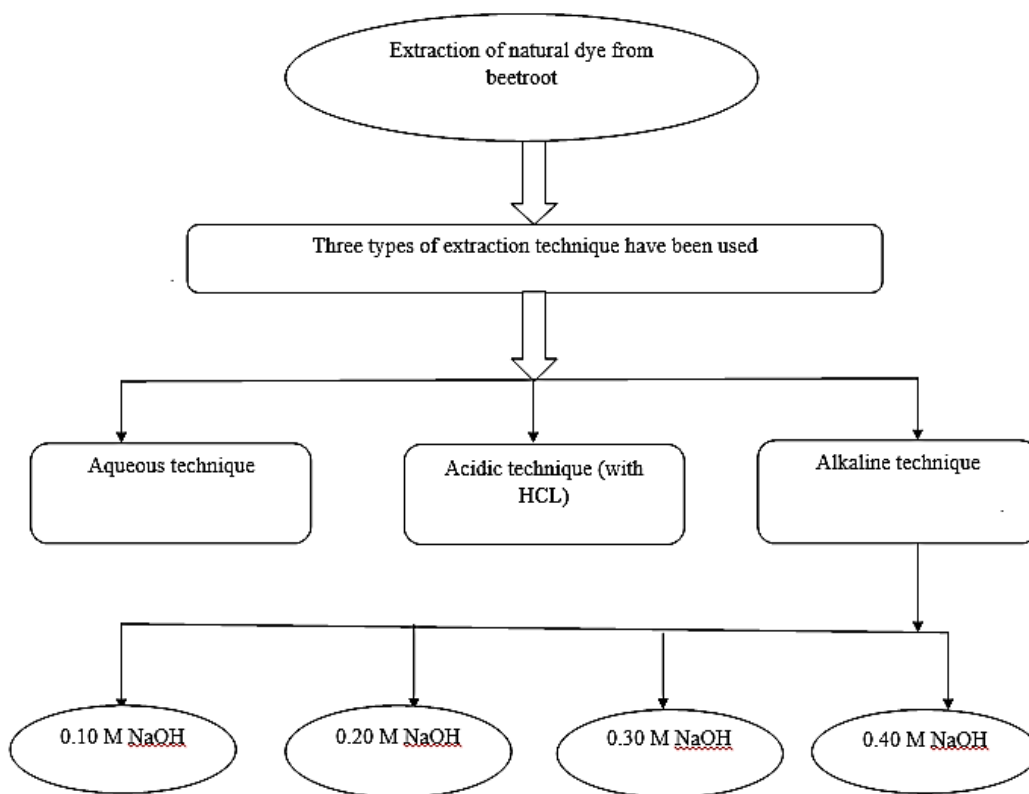 Extraction of natural dye from
beetroot
Three types of extraction technique have been used
Aqueous technique
Acidic technique (with
HCL)
Alkaline technique
0.10 M NaOH
0.20 M NaOH
0.30 M NaOH
0.40 M NaOH